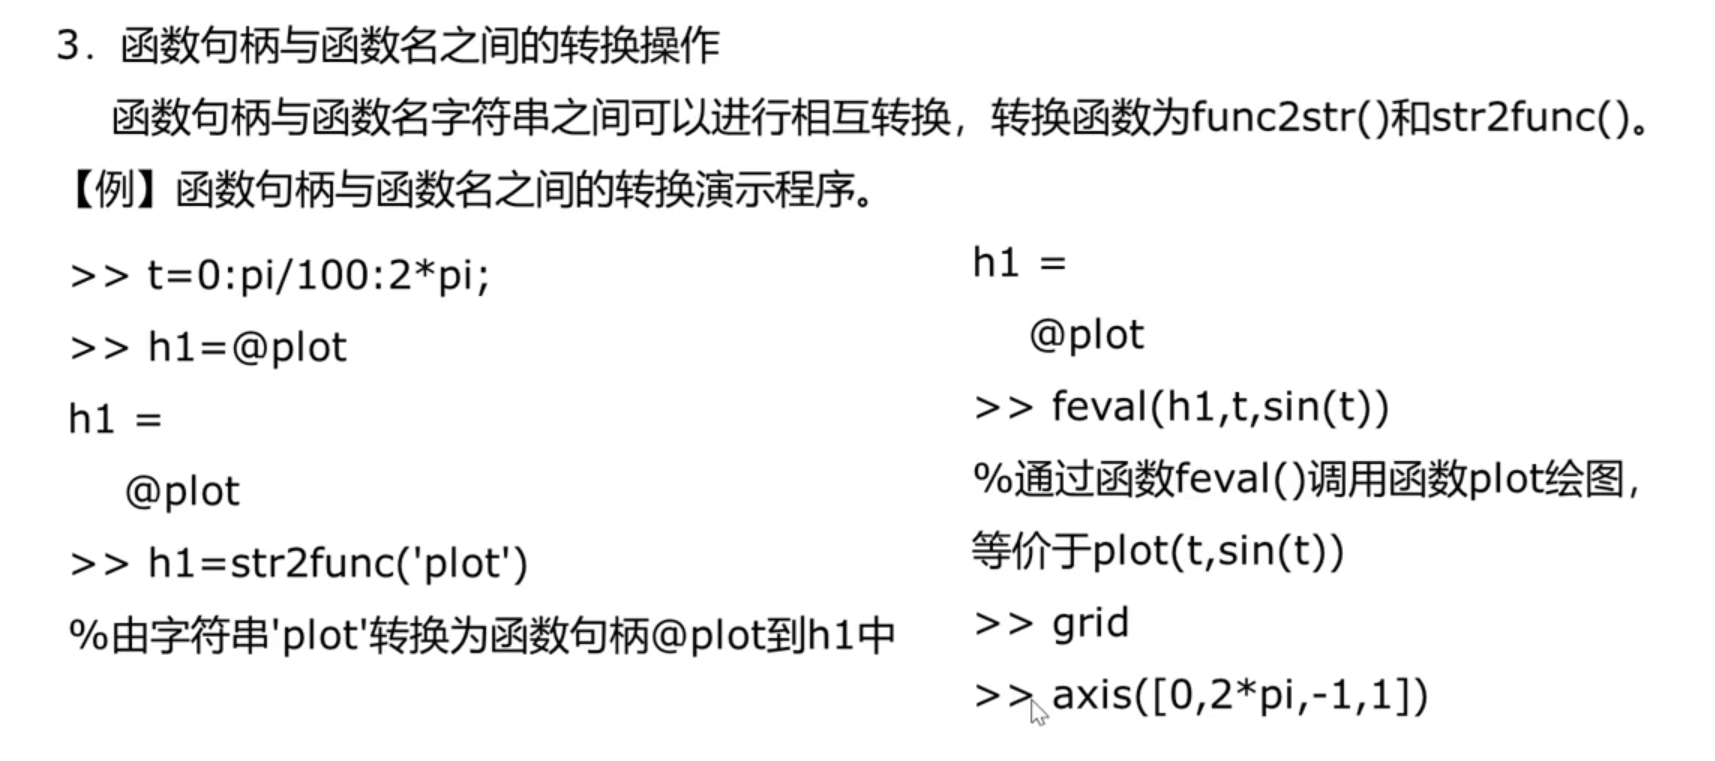 3. 函数句柄与函数名之间的转换操作
函数句柄与函数名字符串之间可以进行相互转换，转换函数为func2str()和str2func()。
【例】函数句柄与函数名之间的转换演示程序。
>> t=0:pi/100:2*pi;
>> h1=@plot
h1 =
@plot
>> h1=str2func('plot')
%由字符串'plot'转换为函数句柄@plot到h1中
h1 =
@plot
>> feval(h1,t,sin(t))
%通过函数feval()调用函数plot绘图，
等价于plot(t,sin(t))
>> grid
>> axis([0,2*pi,-1,1])